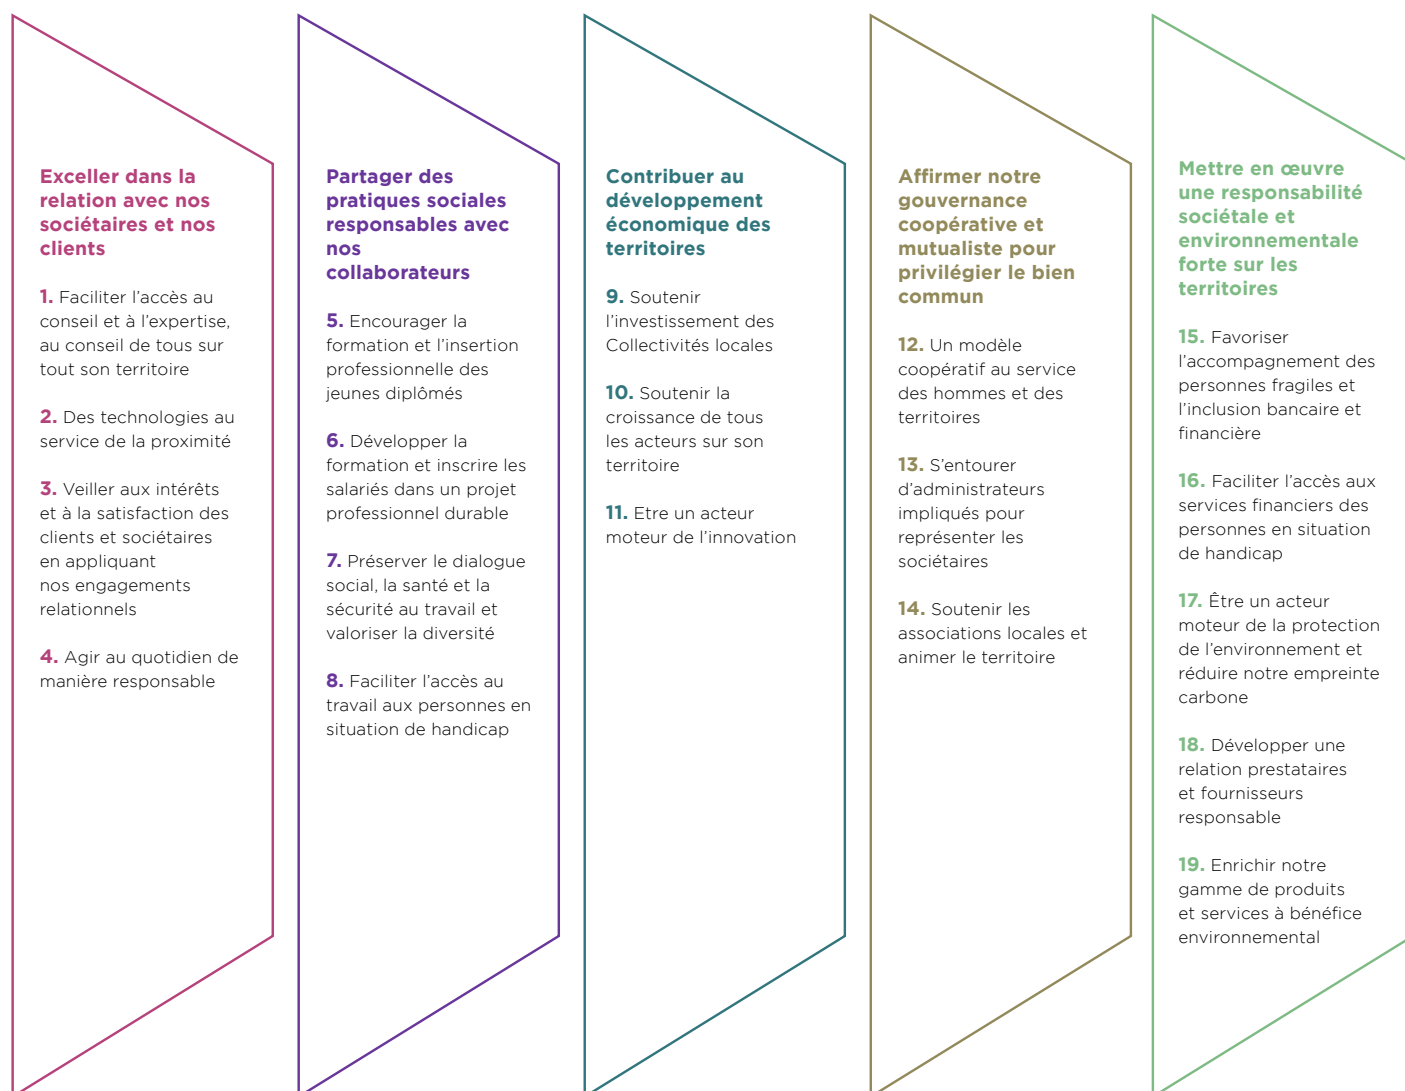 Exceller dans la
relation avec nos
sociétaires et nos
clients
1. Faciliter l’accès au
conseil et à l’expertise,
au conseil de tous sur
tout son territoire
2. Des technologies au
service de la proximité
3. Veiller aux intérêts
et à la satisfaction des
clients et sociétaires
en appliquant
nos engagements
relationnels
4. Agir au quotidien de
manière responsable
Partager des
pratiques sociales
responsables avec
nos
collaborateurs
5. Encourager la
formation et l’insertion
professionnelle des
jeunes diplômés
6. Développer la
formation et inscrire les
salariés dans un projet
professionnel durable
7. Préserver le dialogue
social, la santé et la
sécurité au travail et
valoriser la diversité
8. Faciliter l’accès au
travail aux personnes en
situation de handicap
Contribuer au
développement
économique des
territoires
9. Soutenir
l’investissement des
Collectivités locales
10. Soutenir la
croissance de tous
les acteurs sur son
territoire
11. Etre un acteur
moteur de l’innovation
Affirmer notre
gouvernance
coopérative et
mutualiste pour
privilégier le bien
commun
12. Un modèle
coopératif au service
des hommes et des
territoires
13. S’entourer
d’administrateurs
impliqués pour
représenter les
sociétaires
14. Soutenir les
associations locales et
animer le territoire
Mettre en œuvre
une responsabilité
sociétale et
environnementale
forte sur les
territoires
15. Favoriser
l’accompagnement des
personnes fragiles et
l’inclusion bancaire et
financière
16. Faciliter l’accès aux
services financiers des
personnes en situation
de handicap
17. Être un acteur
moteur de la protection
de l’environnement et
réduire notre empreinte
carbone
18. Développer une
relation prestataires
et fournisseurs
responsable
19. Enrichir notre
gamme de produits
et services à bénéfice
environnemental